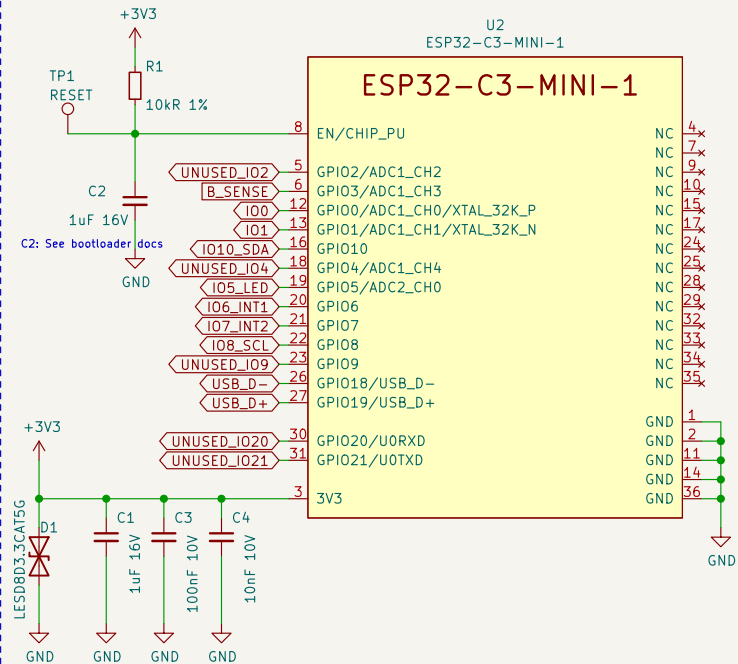 +3V3
U2
ESP32-C3-MINI-1
R1
10kR 1%
TP1
RESET
C2
1uF 16V
C2: See bootloader docs
GND
ESP32-C3-MINI-1
8 EN/CHIP_PU
UNUSED_IO2 5 GPIO2/ADC1_CH2
B_SENSE 6 GPIO3/ADC1_CH3
IO0 12 GPIO0/ADC1_CH0/XTAL_32K_P
IO1 13 GPIO1/ADC1_CH1/XTAL_32K_N
IO10_SDA 16 GPIO10
UNUSED_IO4 18 GPIO4/ADC1_CH4
IO5_LED 19 GPIO5/ADC2_CH0
IO6_INT1 20 GPIO6
IO7_INT2 21 GPIO7
IO8_SCL 22 GPIO8
UNUSED_IO9 23 GPIO9
USB_D- 26 GPIO18/USB_D-
USB_D+ 27 GPIO19/USB_D+
UNUSED_IO20 30 GPIO20/U0RXD
UNUSED_IO21 31 GPIO21/U0TXD
3 3V3
NC 4
NC 7
NC 9
NC 10
NC 15
NC 17
NC 24
NC 25
NC 28
NC 29
NC 32
NC 33
NC 34
NC 35
GND 1
GND 2
GND 11
GND 14
GND 36
GND
+3V3
D1
LESD8D3.3CAT5G
C1
1uF 16V
C3
100nF 10V
C4
10nF 10V
GND
GND
GND
GND